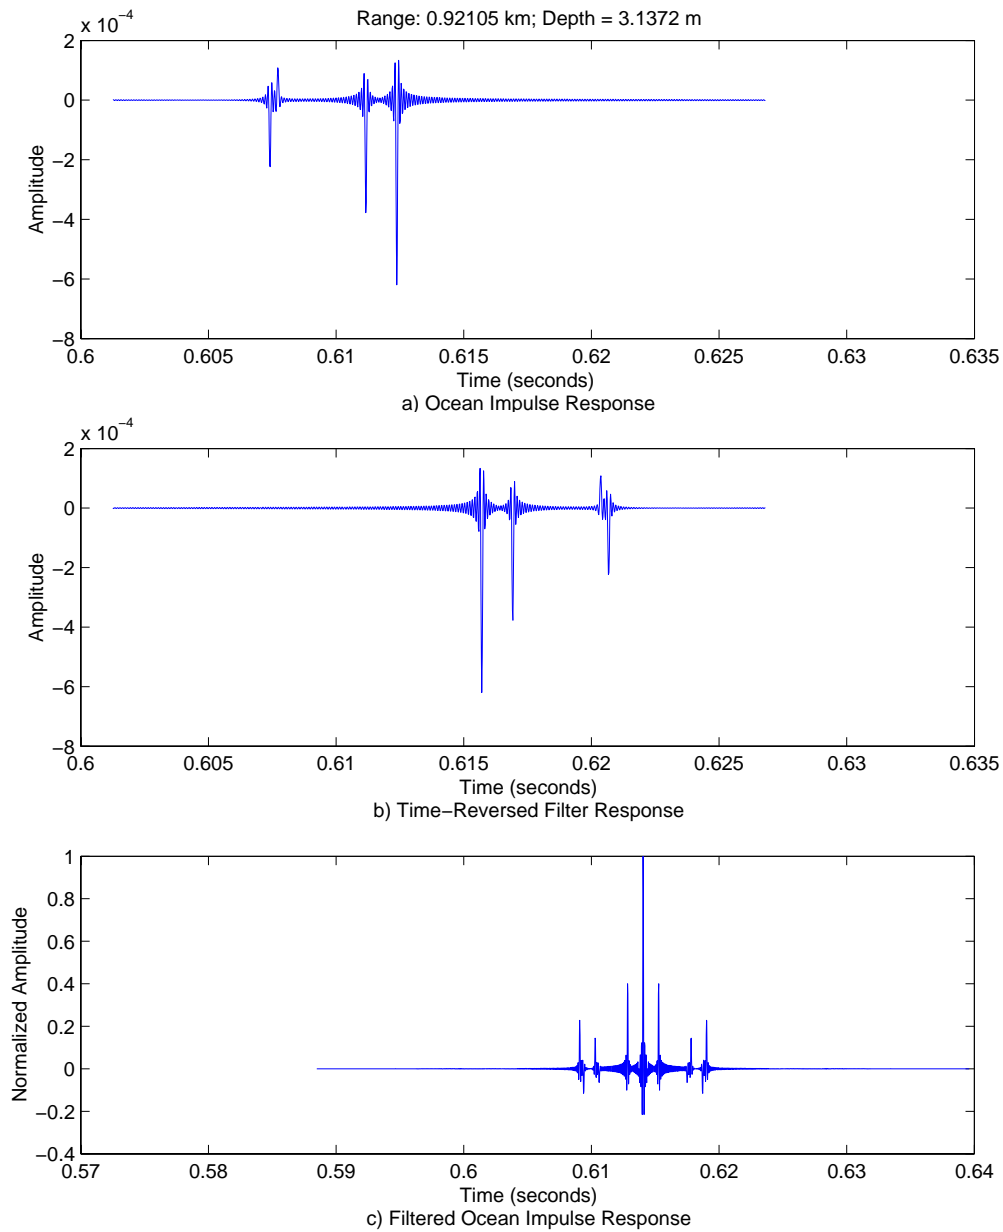 Range: 0.92105 km; Depth = 3.1372 m
x 10⁻⁴
2
0
−2
−4
−6
−8
Amplitude
0.6 0.605 0.61 0.615 0.62 0.625 0.63 0.635
Time (seconds)
a) Ocean Impulse Response
x 10⁻⁴
2
0
−2
−4
−6
−8
Amplitude
0.6 0.605 0.61 0.615 0.62 0.625 0.63 0.635
Time (seconds)
b) Time−Reversed Filter Response
1
0.8
0.6
0.4
0.2
0
−0.2
−0.4
Normalized Amplitude
0.57 0.58 0.59 0.6 0.61 0.62 0.63 0.64
Time (seconds)
c) Filtered Ocean Impulse Response